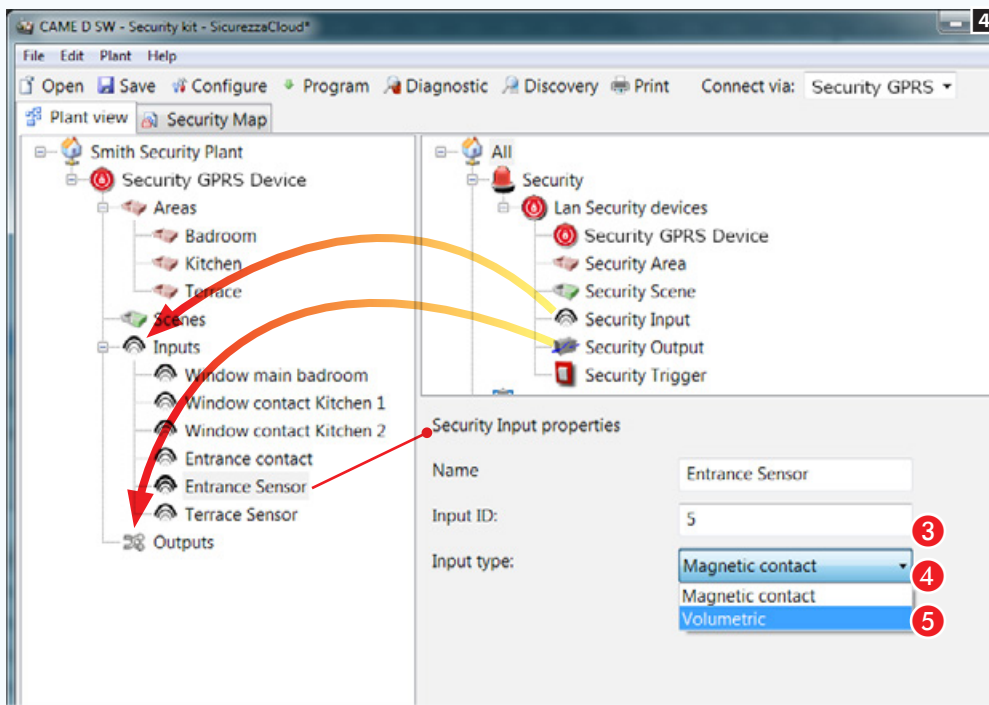 CAME D SW - Security kit - SicurezzaCloud*
4
File Edit Plant Help
Open Save Configure Program Diagnostic Discovery Print Connect via: Security GPRS
Plant view Security Map
Smith Security Plant
Security GPRS Device
Areas
Badroom
Kitchen
Terrace
Scenes
Inputs
Window main badroom
Window contact Kitchen 1
Window contact Kitchen 2
Entrance contact
Entrance Sensor
Terrace Sensor
Outputs
All
Security
Lan Security devices
Security GPRS Device
Security Area
Security Scene
Security Input
Security Output
Security Trigger
Security Input properties
Name Entrance Sensor
Input ID: 5
3
Input type: Magnetic contact
4
Magnetic contact
Volumetric
5